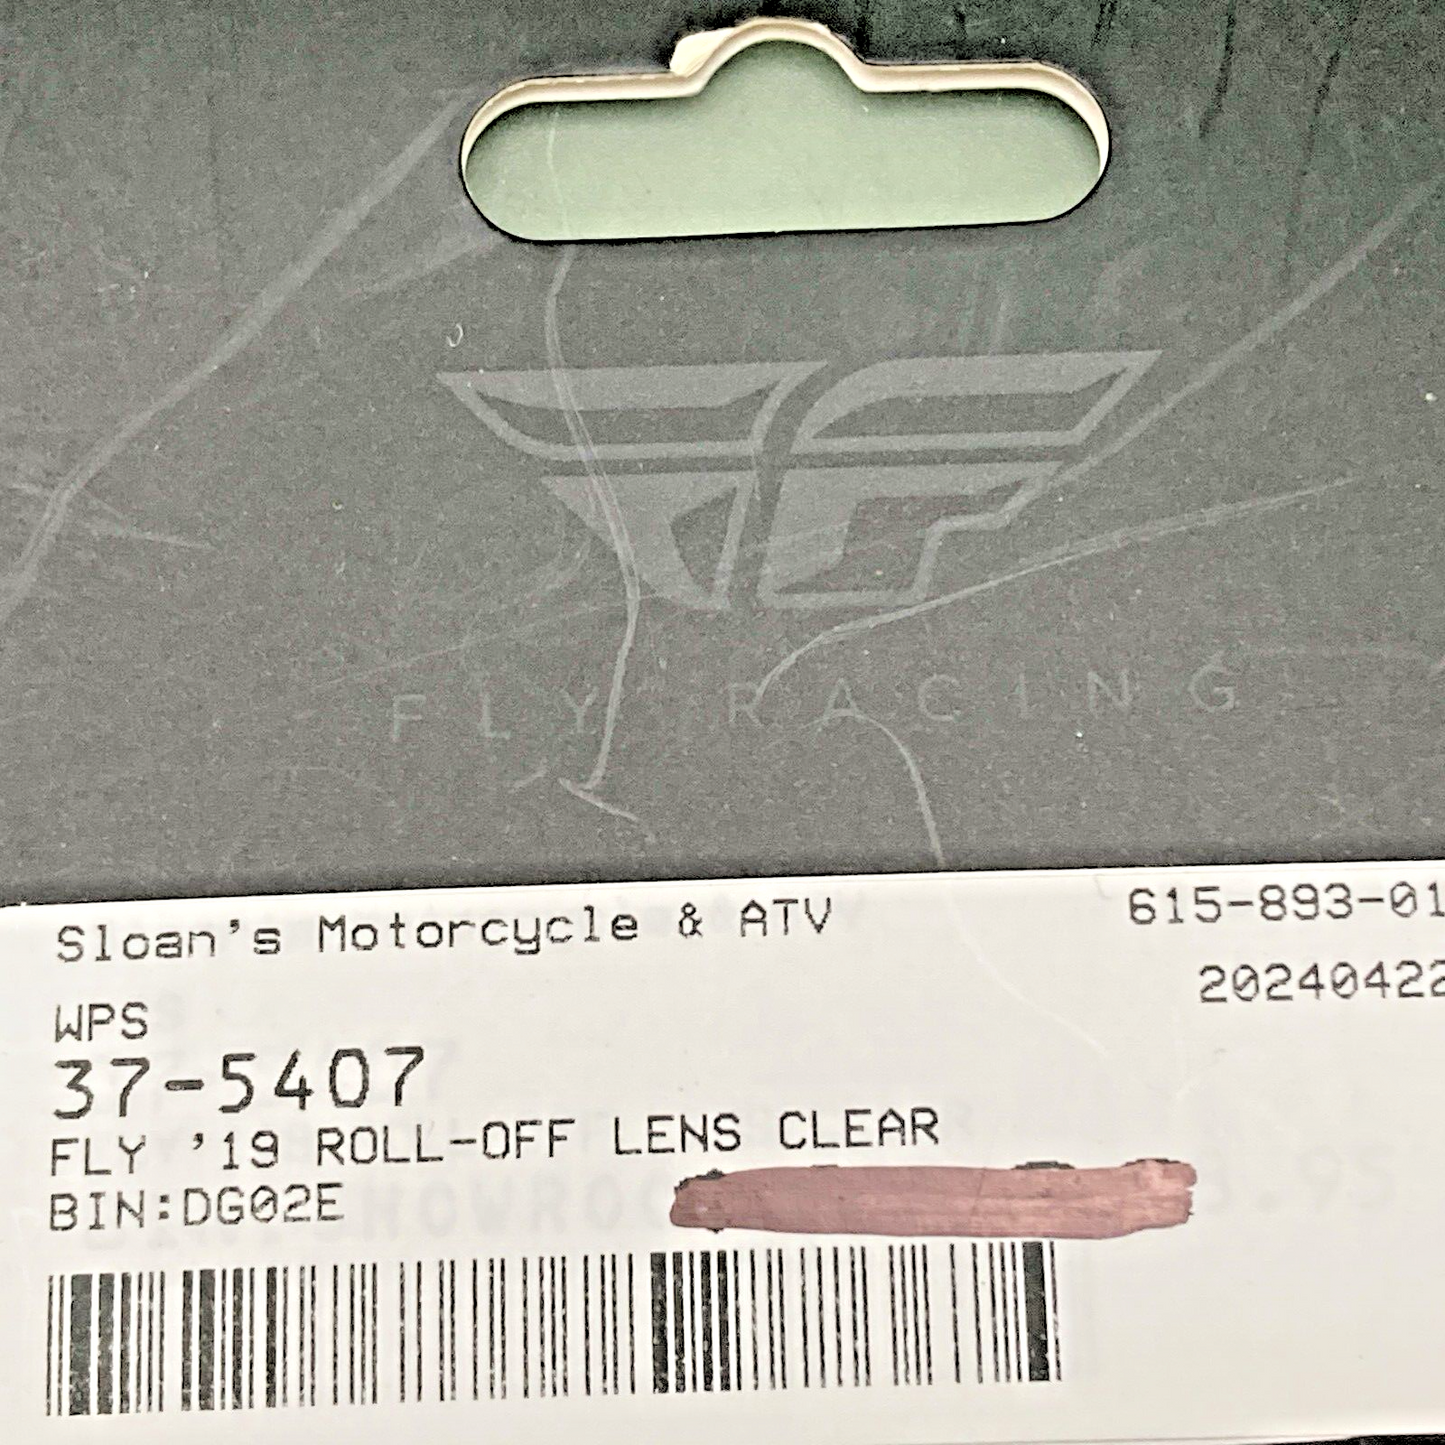 FLY RACING
Sloan's Motorcycle & ATV
615-893-01
20240422
WPS
37-5407
FLY '19 ROLL-OFF LENS CLEAR
BIN:DG02E